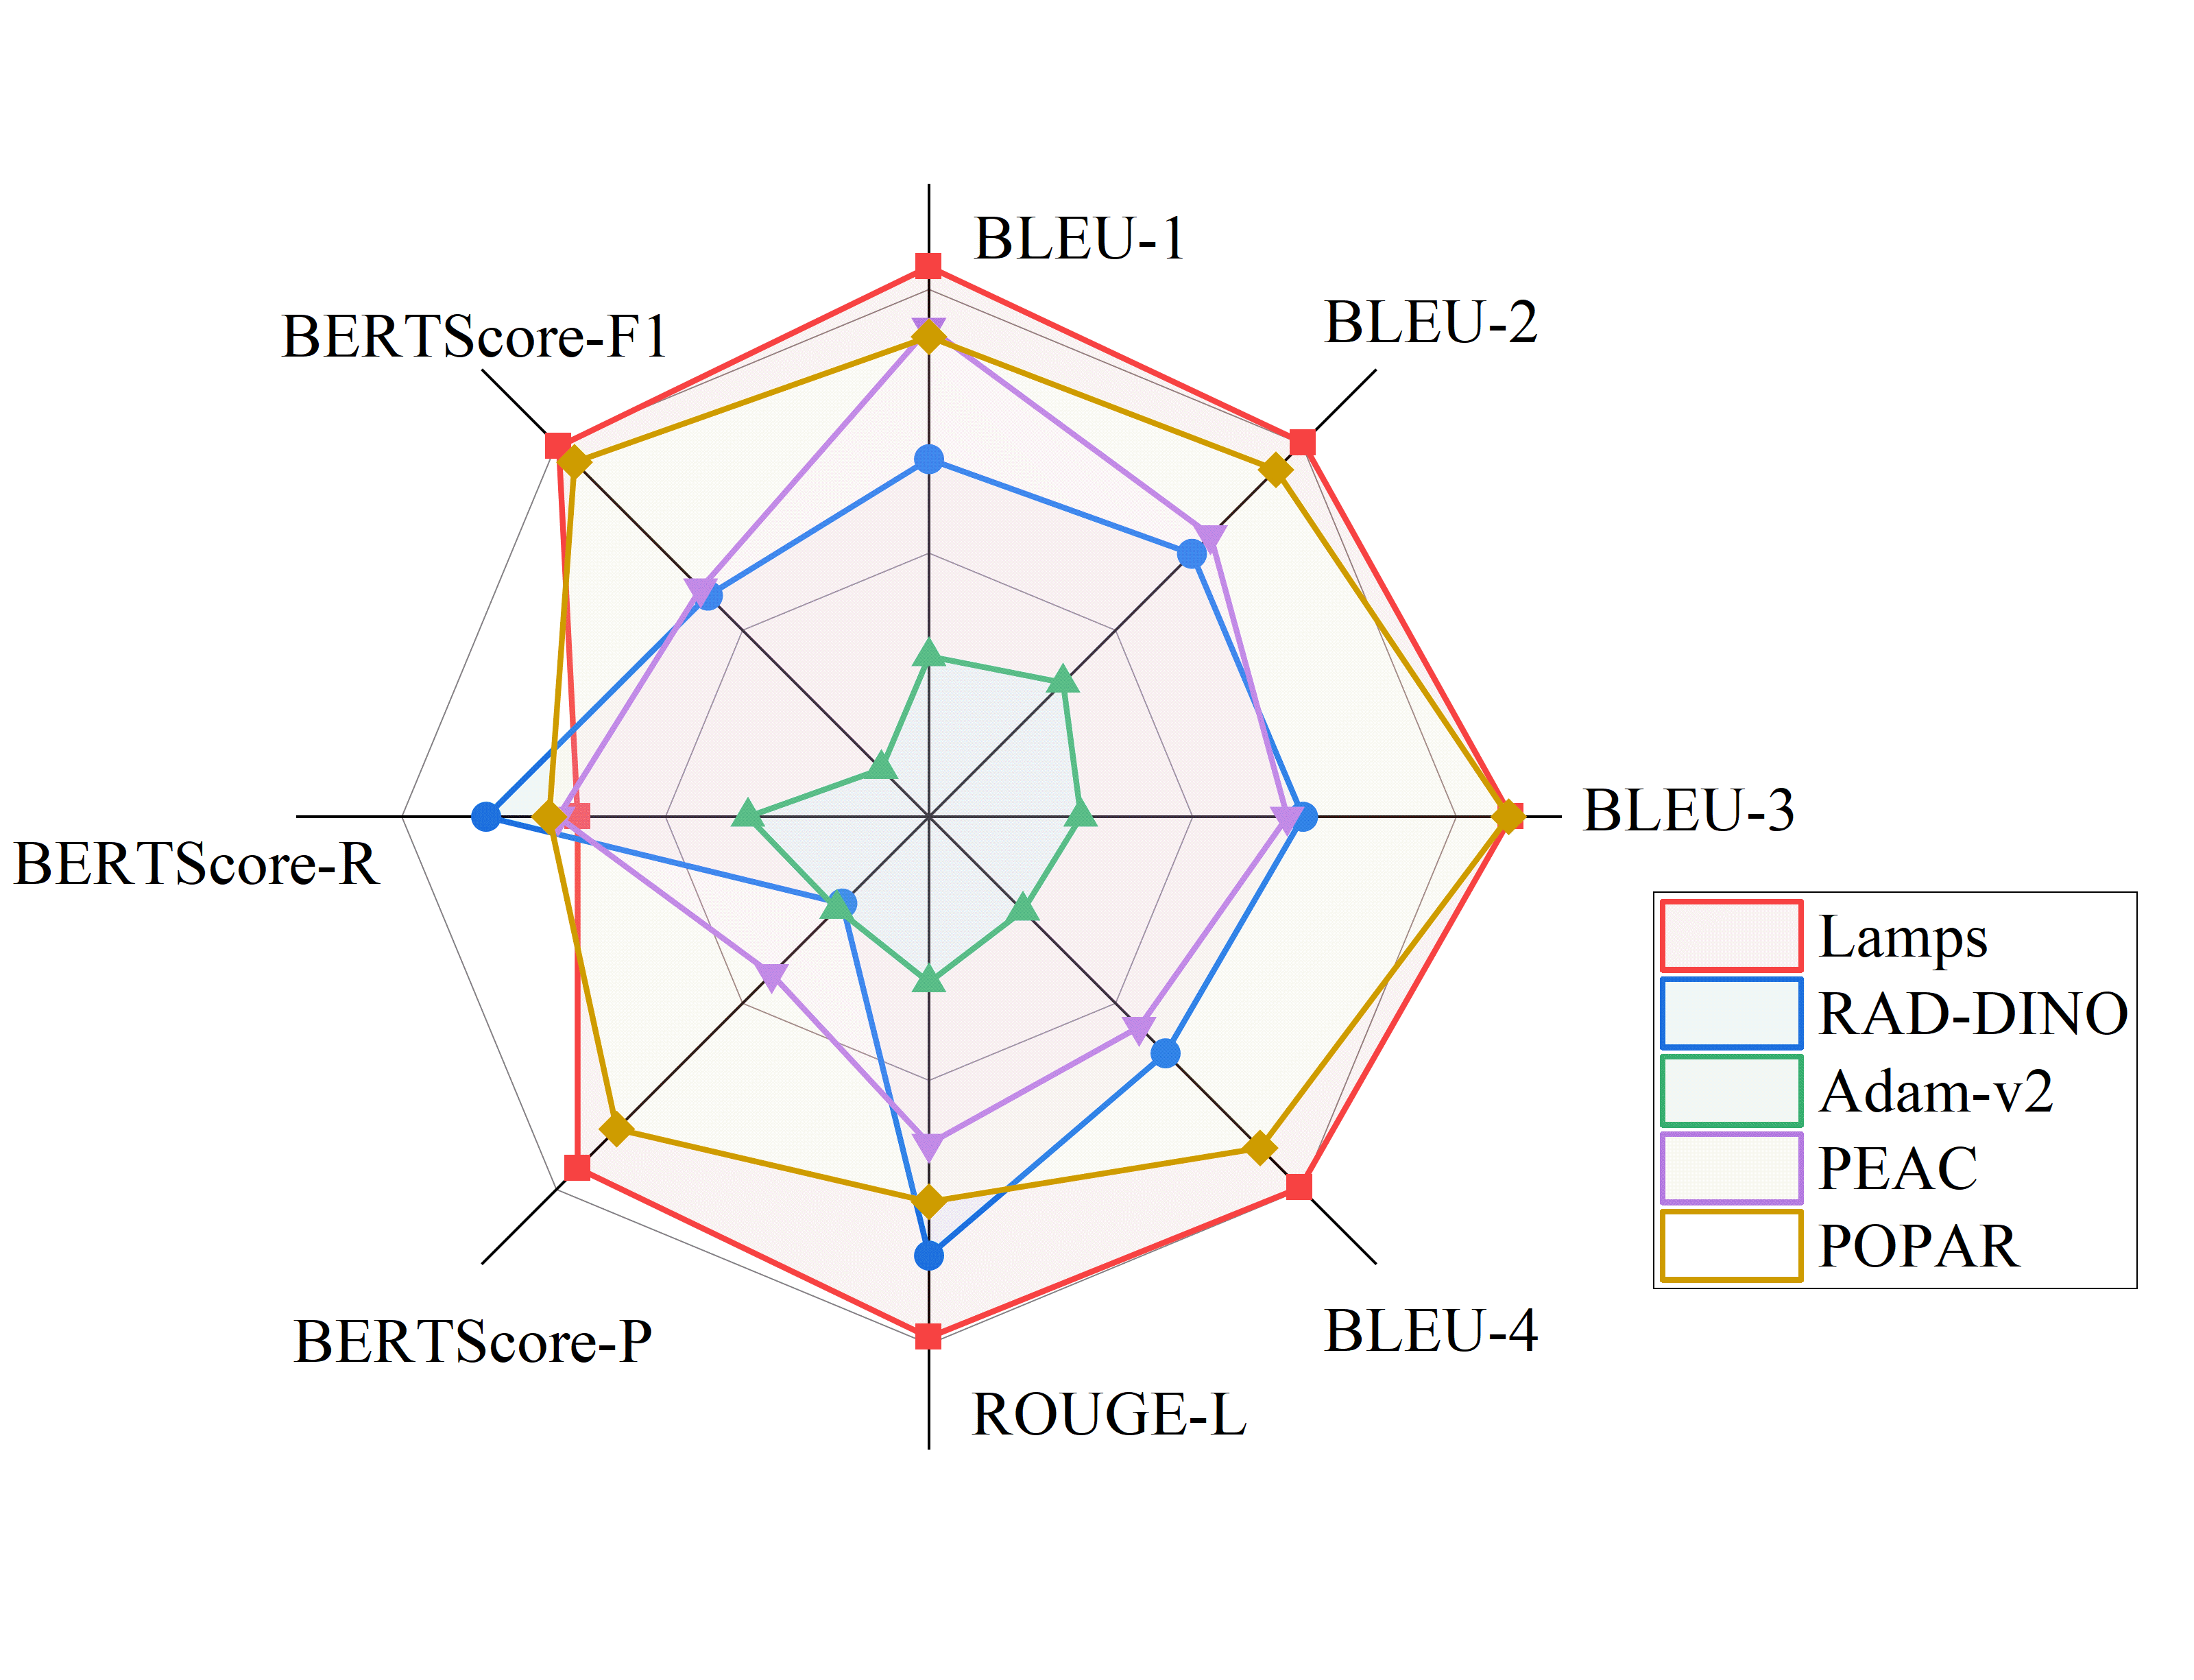 BLEU-1
BLEU-2
BERTScore-F1
BLEU-3
BERTScore-R
BLEU-4
BERTScore-P
ROUGE-L
Lamps
RAD-DINO
Adam-v2
PEAC
POPAR